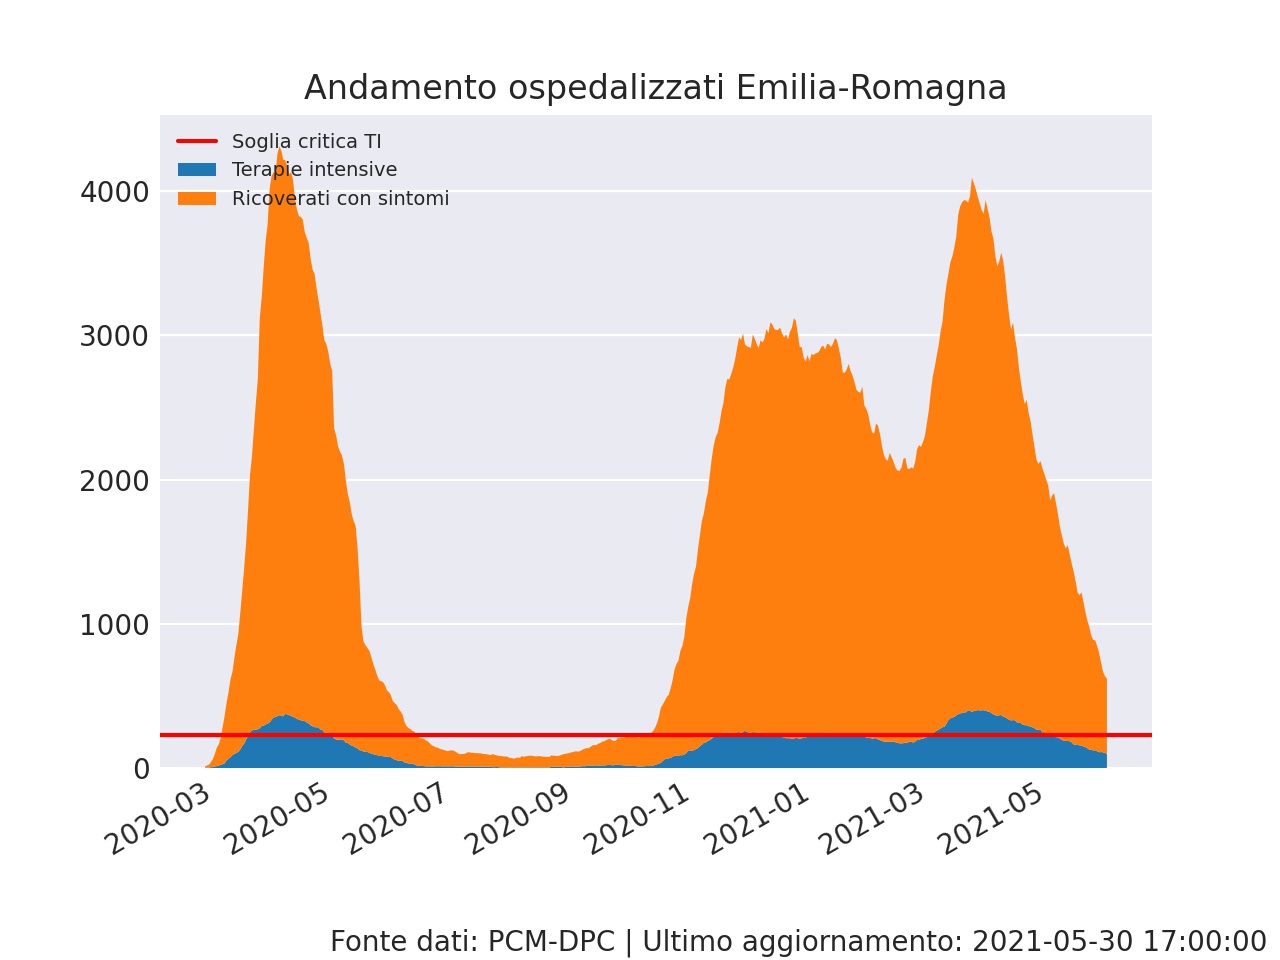 Andamento ospedalizzati Emilia-Romagna
Soglia critica TI
Terapie intensive
Ricoverati con sintomi
4000
3000
2000
1000
0
2020-03
2020-05
2020-07
2020-09
2020-11
2021-01
2021-03
2021-05
Fonte dati: PCM-DPC | Ultimo aggiornamento: 2021-05-30 17:00:00